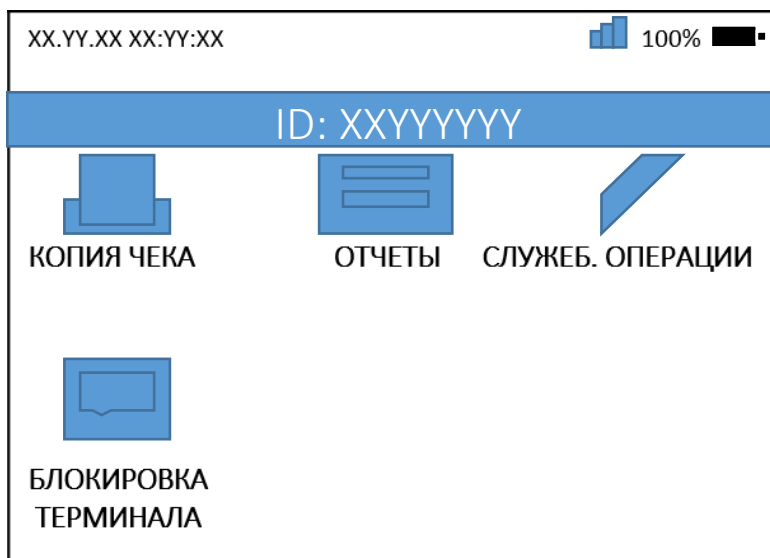 XX.YY.XX XX:YY:XX 100%
ID: XXYYYYYY
КОПИЯ ЧЕКА ОТЧЕТЫ СЛУЖЕБ. ОПЕРАЦИИ
БЛОКИРОВКА
ТЕРМИНАЛА